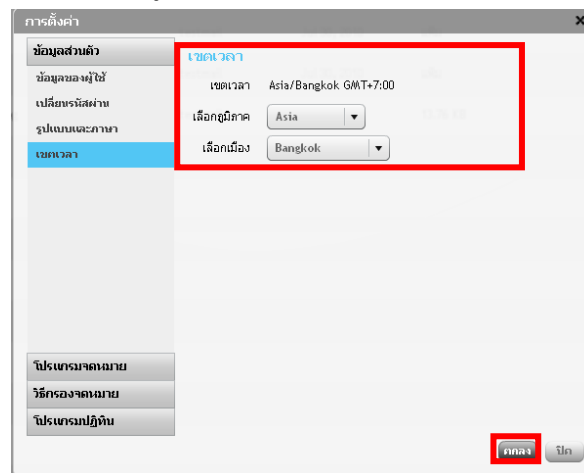 การตั้งค่า
ข้อมูลส่วนตัว
ข้อมูลของผู้ใช้
เปลี่ยนรหัสผ่าน
รูปแบบและภาษา
เขตเวลา
เขตเวลา
เขตเวลา Asia/Bangkok GMT+7:00
เลือกภูมิภาค Asia
เลือกเมือง Bangkok
โปรแกรมจดหมาย
วิธีกรองจดหมาย
โปรแกรมปฏิทิน
ตกลง ปิด